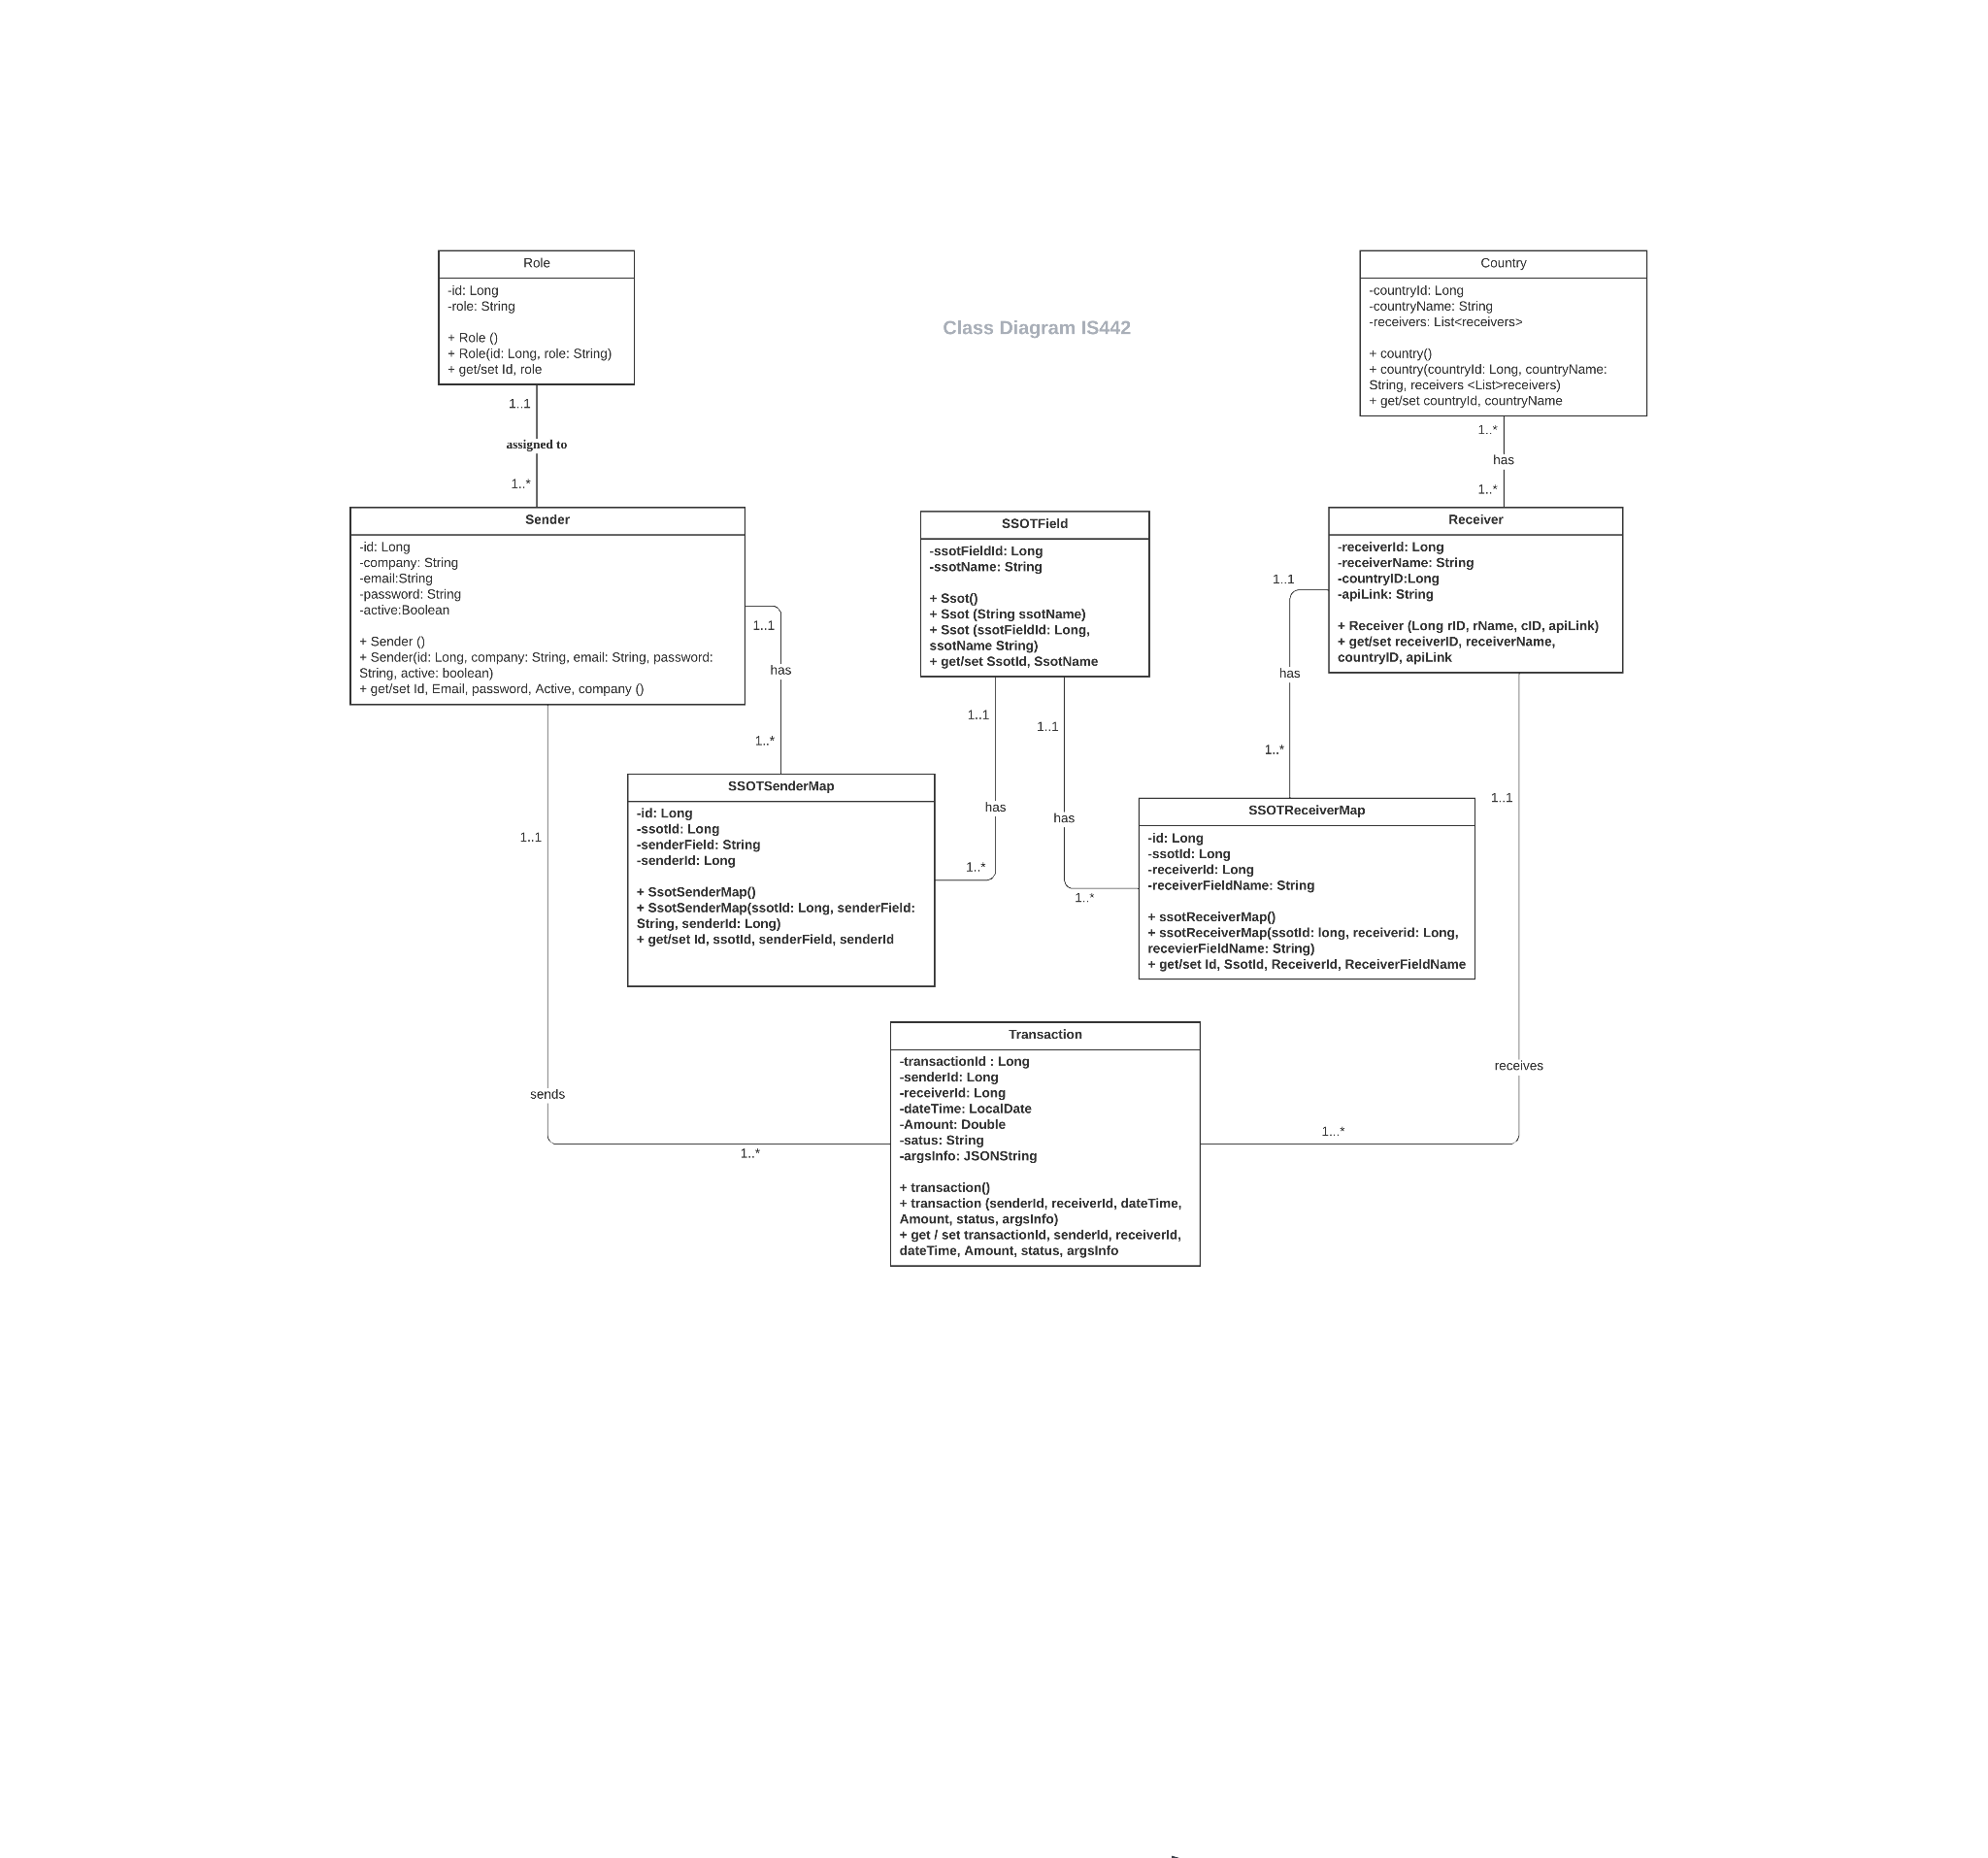 Role
-id: Long
-role: String
+ Role ()
+ Role(id: Long, role: String)
+ get/set Id, role
Class Diagram IS442
Country
-countryId: Long
-countryName: String
-receivers: List<receivers>
+ country()
+ country(countryId: Long, countryName:
String, receivers <List>receivers)
+ get/set countryId, countryName
1..1
assigned to
1..*
1..*
has
1..*
Sender
-id: Long
-company: String
-email:String
-password: String
-active:Boolean
+ Sender ()
+ Sender(id: Long, company: String, email: String, password:
String, active: boolean)
+ get/set Id, Email, password, Active, company ()
SSOTField
-ssotFieldId: Long
-ssotName: String
+ Ssot()
+ Ssot (String ssotName)
+ Ssot (ssotFieldId: Long,
ssotName String)
+ get/set SsotId, SsotName
Receiver
-receiverId: Long
-receiverName: String
-countryID:Long
-apiLink: String
+ Receiver (Long rID, rName, cID, apiLink)
+ get/set receiverID, receiverName,
countryID, apiLink
1..1
has
1..*
1..1
has
1..*
1..1
has
1..*
1..1
has
1..*
SSOTSenderMap
-id: Long
-ssotId: Long
-senderField: String
-senderId: Long
+ SsotSenderMap()
+ SsotSenderMap(ssotId: Long, senderField:
String, senderId: Long)
+ get/set Id, ssotId, senderField, senderId
SSOTReceiverMap
-id: Long
-ssotId: Long
-receiverId: Long
-receiverFieldName: String
+ ssotReceiverMap()
+ ssotReceiverMap(ssotId: long, receiverid: Long,
recevierFieldName: String)
+ get/set Id, SsotId, ReceiverId, ReceiverFieldName
1..1
sends
1..*
1..1
receives
1...*
Transaction
-transactionId : Long
-senderId: Long
-receiverId: Long
-dateTime: LocalDate
-Amount: Double
-satus: String
-argsInfo: JSONString
+ transaction()
+ transaction (senderId, receiverId, dateTime,
Amount, status, argsInfo)
+ get / set transactionId, senderId, receiverId,
dateTime, Amount, status, argsInfo